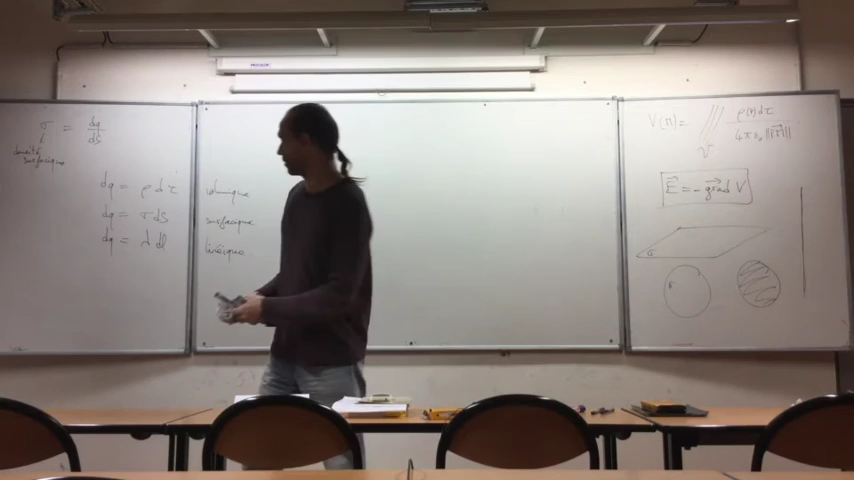 σ = dq/dS
densité
surfacique
dq = ρ dτ volumique
dq = σ dS surfacique
dq = λ dl linéique
V(M) = ∭ ρ(P) dτ / 4πε₀ ||PM||
V
E⃗ = - grad⃗ V
σ